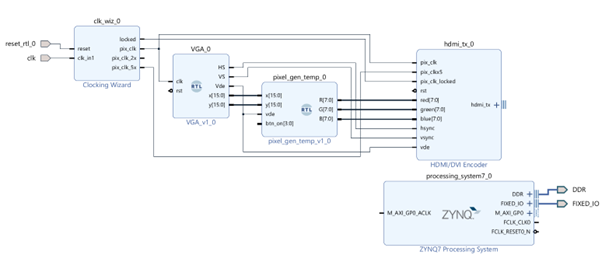 clk_wiz_0
reset_rtl_0
clk
reset
clk_in1
locked
pix_clk
pix_clk_2x
pix_clk_5x
Clocking Wizard
VGA_0
clk
rst
HS
VS
Vde
x[15:0]
y[15:0]
RTL
VGA_v1_0
pixel_gen_temp_0
x[15:0]
y[15:0]
vde
btn_on[3:0]
RTL
R[7:0]
G[7:0]
B[7:0]
pixel_gen_temp_v1_0
hdmi_tx_0
pix_clk
pix_clkx5
pix_clk_locked
rst
red[7:0]
green[7:0]
blue[7:0]
hsync
vsync
vde
hdmi_tx
HDMI/DVI Encoder
processing_system7_0
M_AXI_GP0_ACLK
ZYNQ
DDR
FIXED_IO
M_AXI_GP0
FCLK_CLK0
FCLK_RESET0_N
ZYNQ7 Processing System
DDR
FIXED_IO